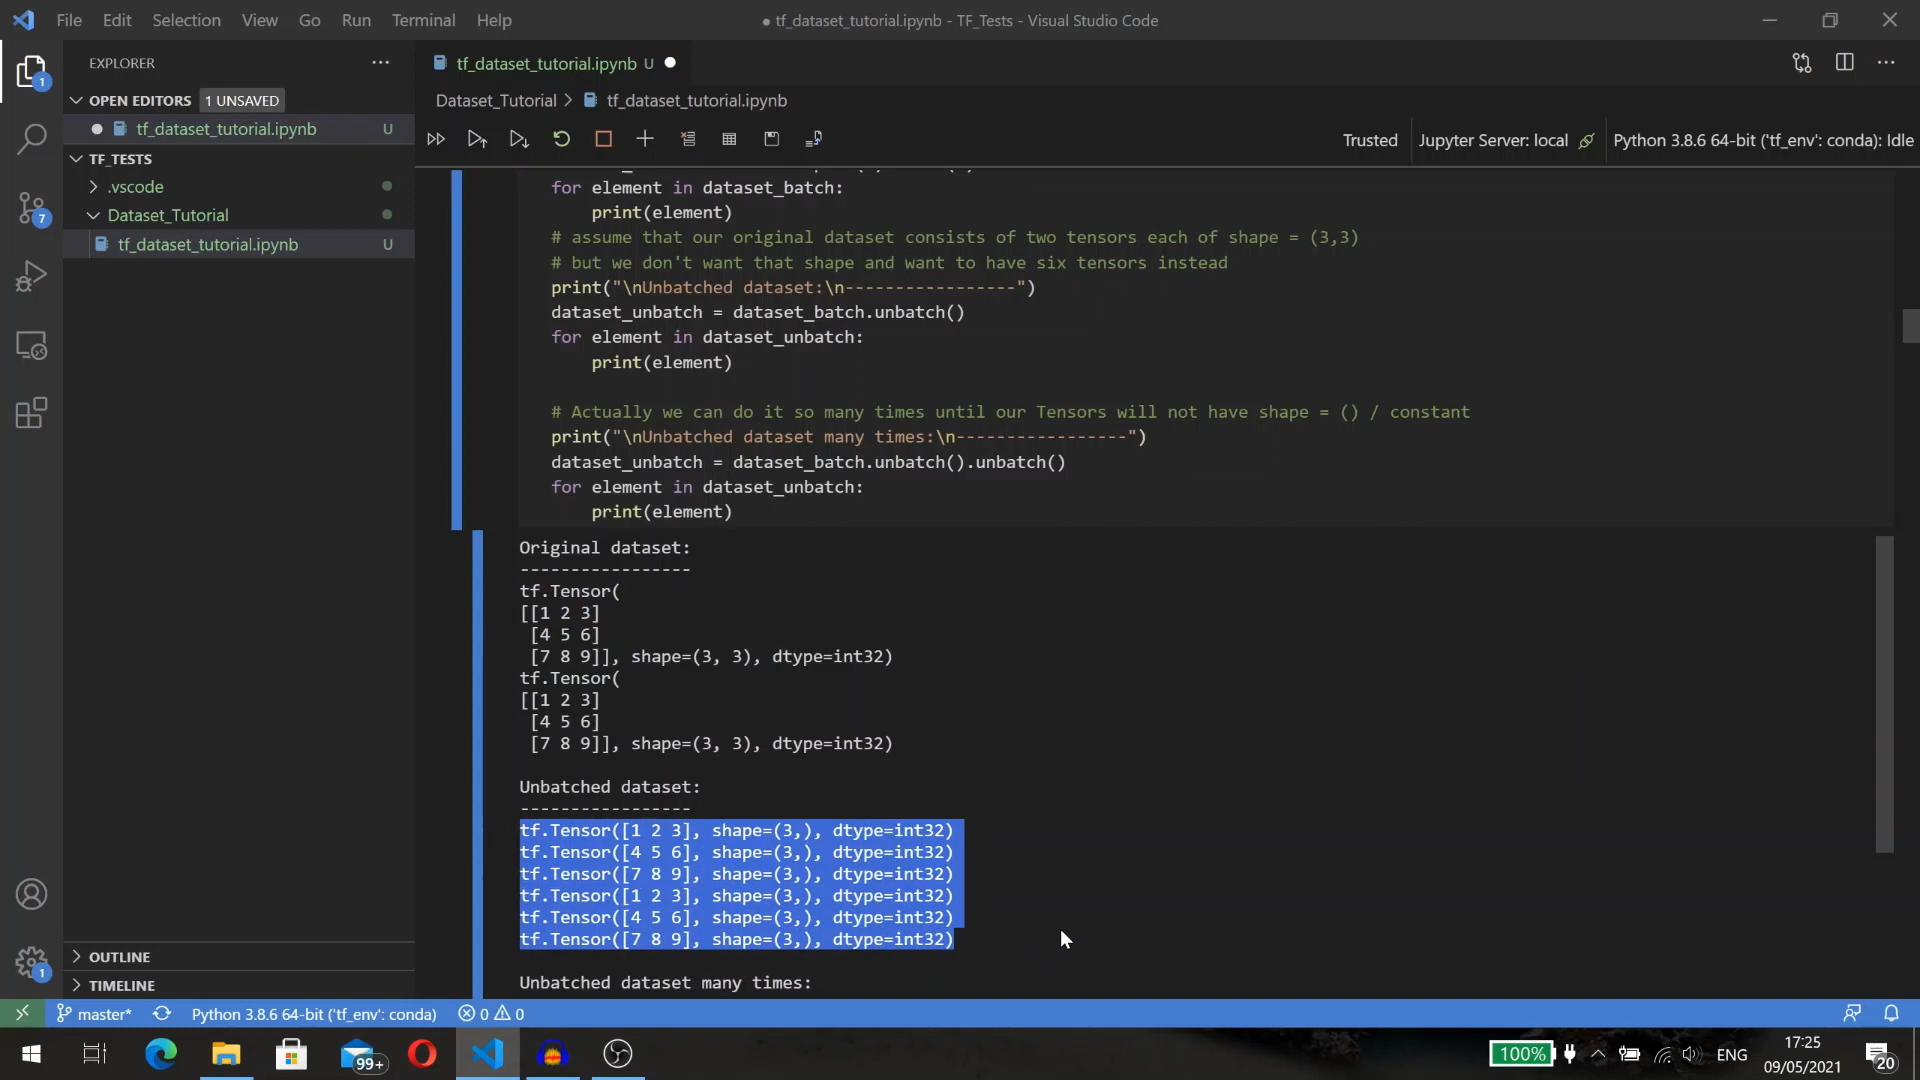 File Edit Selection View Go Run Terminal Help
● tf_dataset_tutorial.ipynb - TF_Tests - Visual Studio Code
EXPLORER
OPEN EDITORS 1 UNSAVED
tf_dataset_tutorial.ipynb U
TF_TESTS
.vscode
Dataset_Tutorial
tf_dataset_tutorial.ipynb U
OUTLINE
TIMELINE
1
7
1
tf_dataset_tutorial.ipynb U
Dataset_Tutorial > tf_dataset_tutorial.ipynb
Trusted Jupyter Server: local Python 3.8.6 64-bit ('tf_env': conda): Idle
for element in dataset_batch:
print(element)
# assume that our original dataset consists of two tensors each of shape = (3,3)
# but we don't want that shape and want to have six tensors instead
print("\nUnbatched dataset:\n-----------------")
dataset_unbatch = dataset_batch.unbatch()
for element in dataset_unbatch:
print(element)
# Actually we can do it so many times until our Tensors will not have shape = () / constant
print("\nUnbatched dataset many times:\n-----------------")
dataset_unbatch = dataset_batch.unbatch().unbatch()
for element in dataset_unbatch:
print(element)
Original dataset:
-----------------
tf.Tensor(
[[1 2 3]
[4 5 6]
[7 8 9]], shape=(3, 3), dtype=int32)
tf.Tensor(
[[1 2 3]
[4 5 6]
[7 8 9]], shape=(3, 3), dtype=int32)
Unbatched dataset:
-----------------
tf.Tensor([1 2 3], shape=(3,), dtype=int32)
tf.Tensor([4 5 6], shape=(3,), dtype=int32)
tf.Tensor([7 8 9], shape=(3,), dtype=int32)
tf.Tensor([1 2 3], shape=(3,), dtype=int32)
tf.Tensor([4 5 6], shape=(3,), dtype=int32)
tf.Tensor([7 8 9], shape=(3,), dtype=int32)
Unbatched dataset many times:
master* Python 3.8.6 64-bit ('tf_env': conda) 0 0
99+
100% ENG
17:25
09/05/2021
20